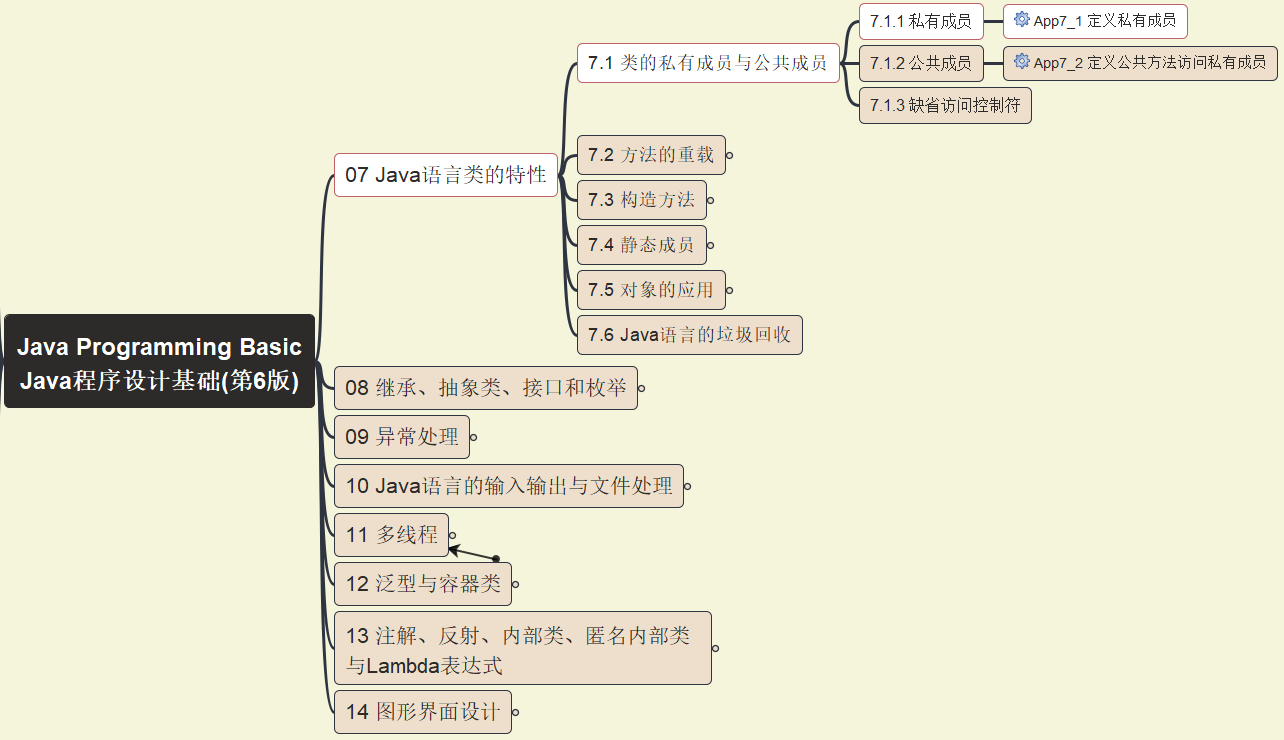 Java Programming Basic
Java程序设计基础(第6版)
07 Java语言类的特性
7.1 类的私有成员与公共成员
7.1.1 私有成员
App7_1 定义私有成员
7.1.2 公共成员
App7_2 定义公共方法访问私有成员
7.1.3 缺省访问控制符
7.2 方法的重载
7.3 构造方法
7.4 静态成员
7.5 对象的应用
7.6 Java语言的垃圾回收
08 继承、抽象类、接口和枚举
09 异常处理
10 Java语言的输入输出与文件处理
11 多线程
12 泛型与容器类
13 注解、反射、内部类、匿名内部类
与Lambda表达式
14 图形界面设计